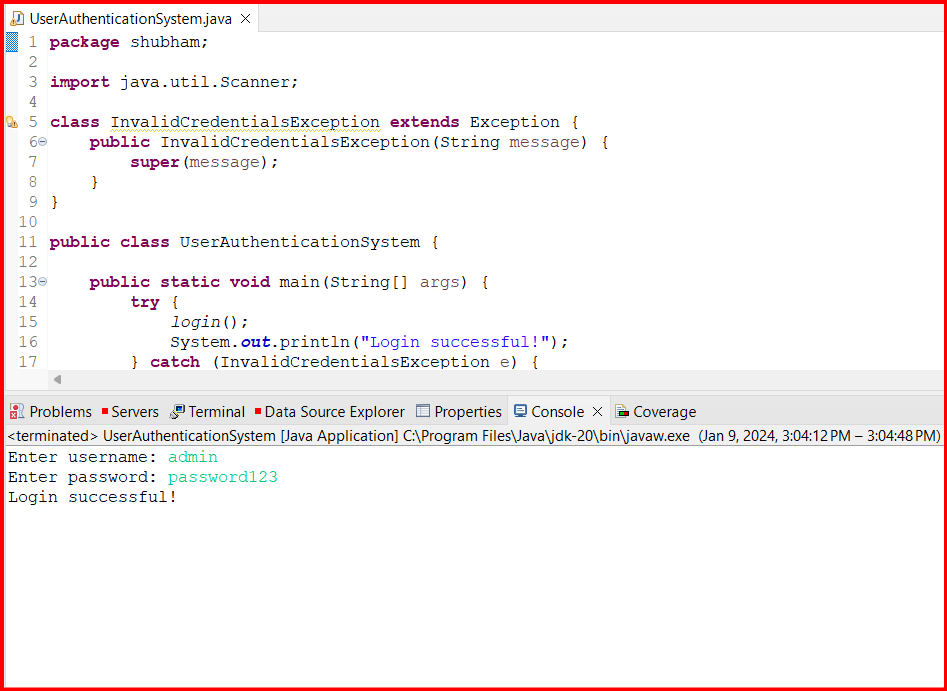 UserAuthenticationSystem.java
1 package shubham;
2
3 import java.util.Scanner;
4
5 class InvalidCredentialsException extends Exception {
6 public InvalidCredentialsException(String message) {
7 super(message);
8 }
9 }
10
11 public class UserAuthenticationSystem {
12
13 public static void main(String[] args) {
14 try {
15 login();
16 System.out.println("Login successful!");
17 } catch (InvalidCredentialsException e) {
Problems Servers Terminal Data Source Explorer Properties Console Coverage
<terminated> UserAuthenticationSystem [Java Application] C:\Program Files\Java\jdk-20\bin\javaw.exe (Jan 9, 2024, 3:04:12 PM – 3:04:48 PM)
Enter username: admin
Enter password: password123
Login successful!